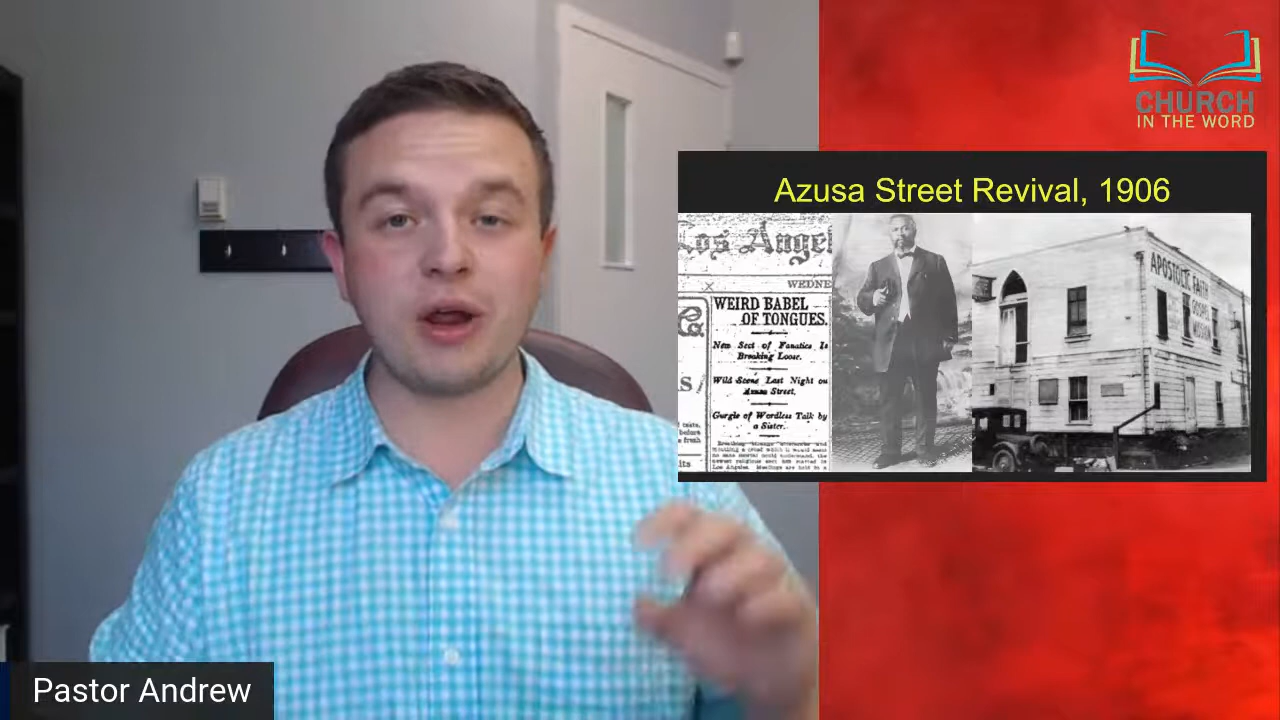 CHURCH
IN THE WORD
Azusa Street Revival, 1906
Los Angel
WEDNE
WEIRD BABEL
OF TONGUES.
New Sect of Fanatics Is
Breaking Loose.
Wild Scene Last Night on
Azusa Street.
Gurgle of Wordless Talk by
a Sister.
APOSTOLIC FAITH
GOSPEL
MISSION
Pastor Andrew